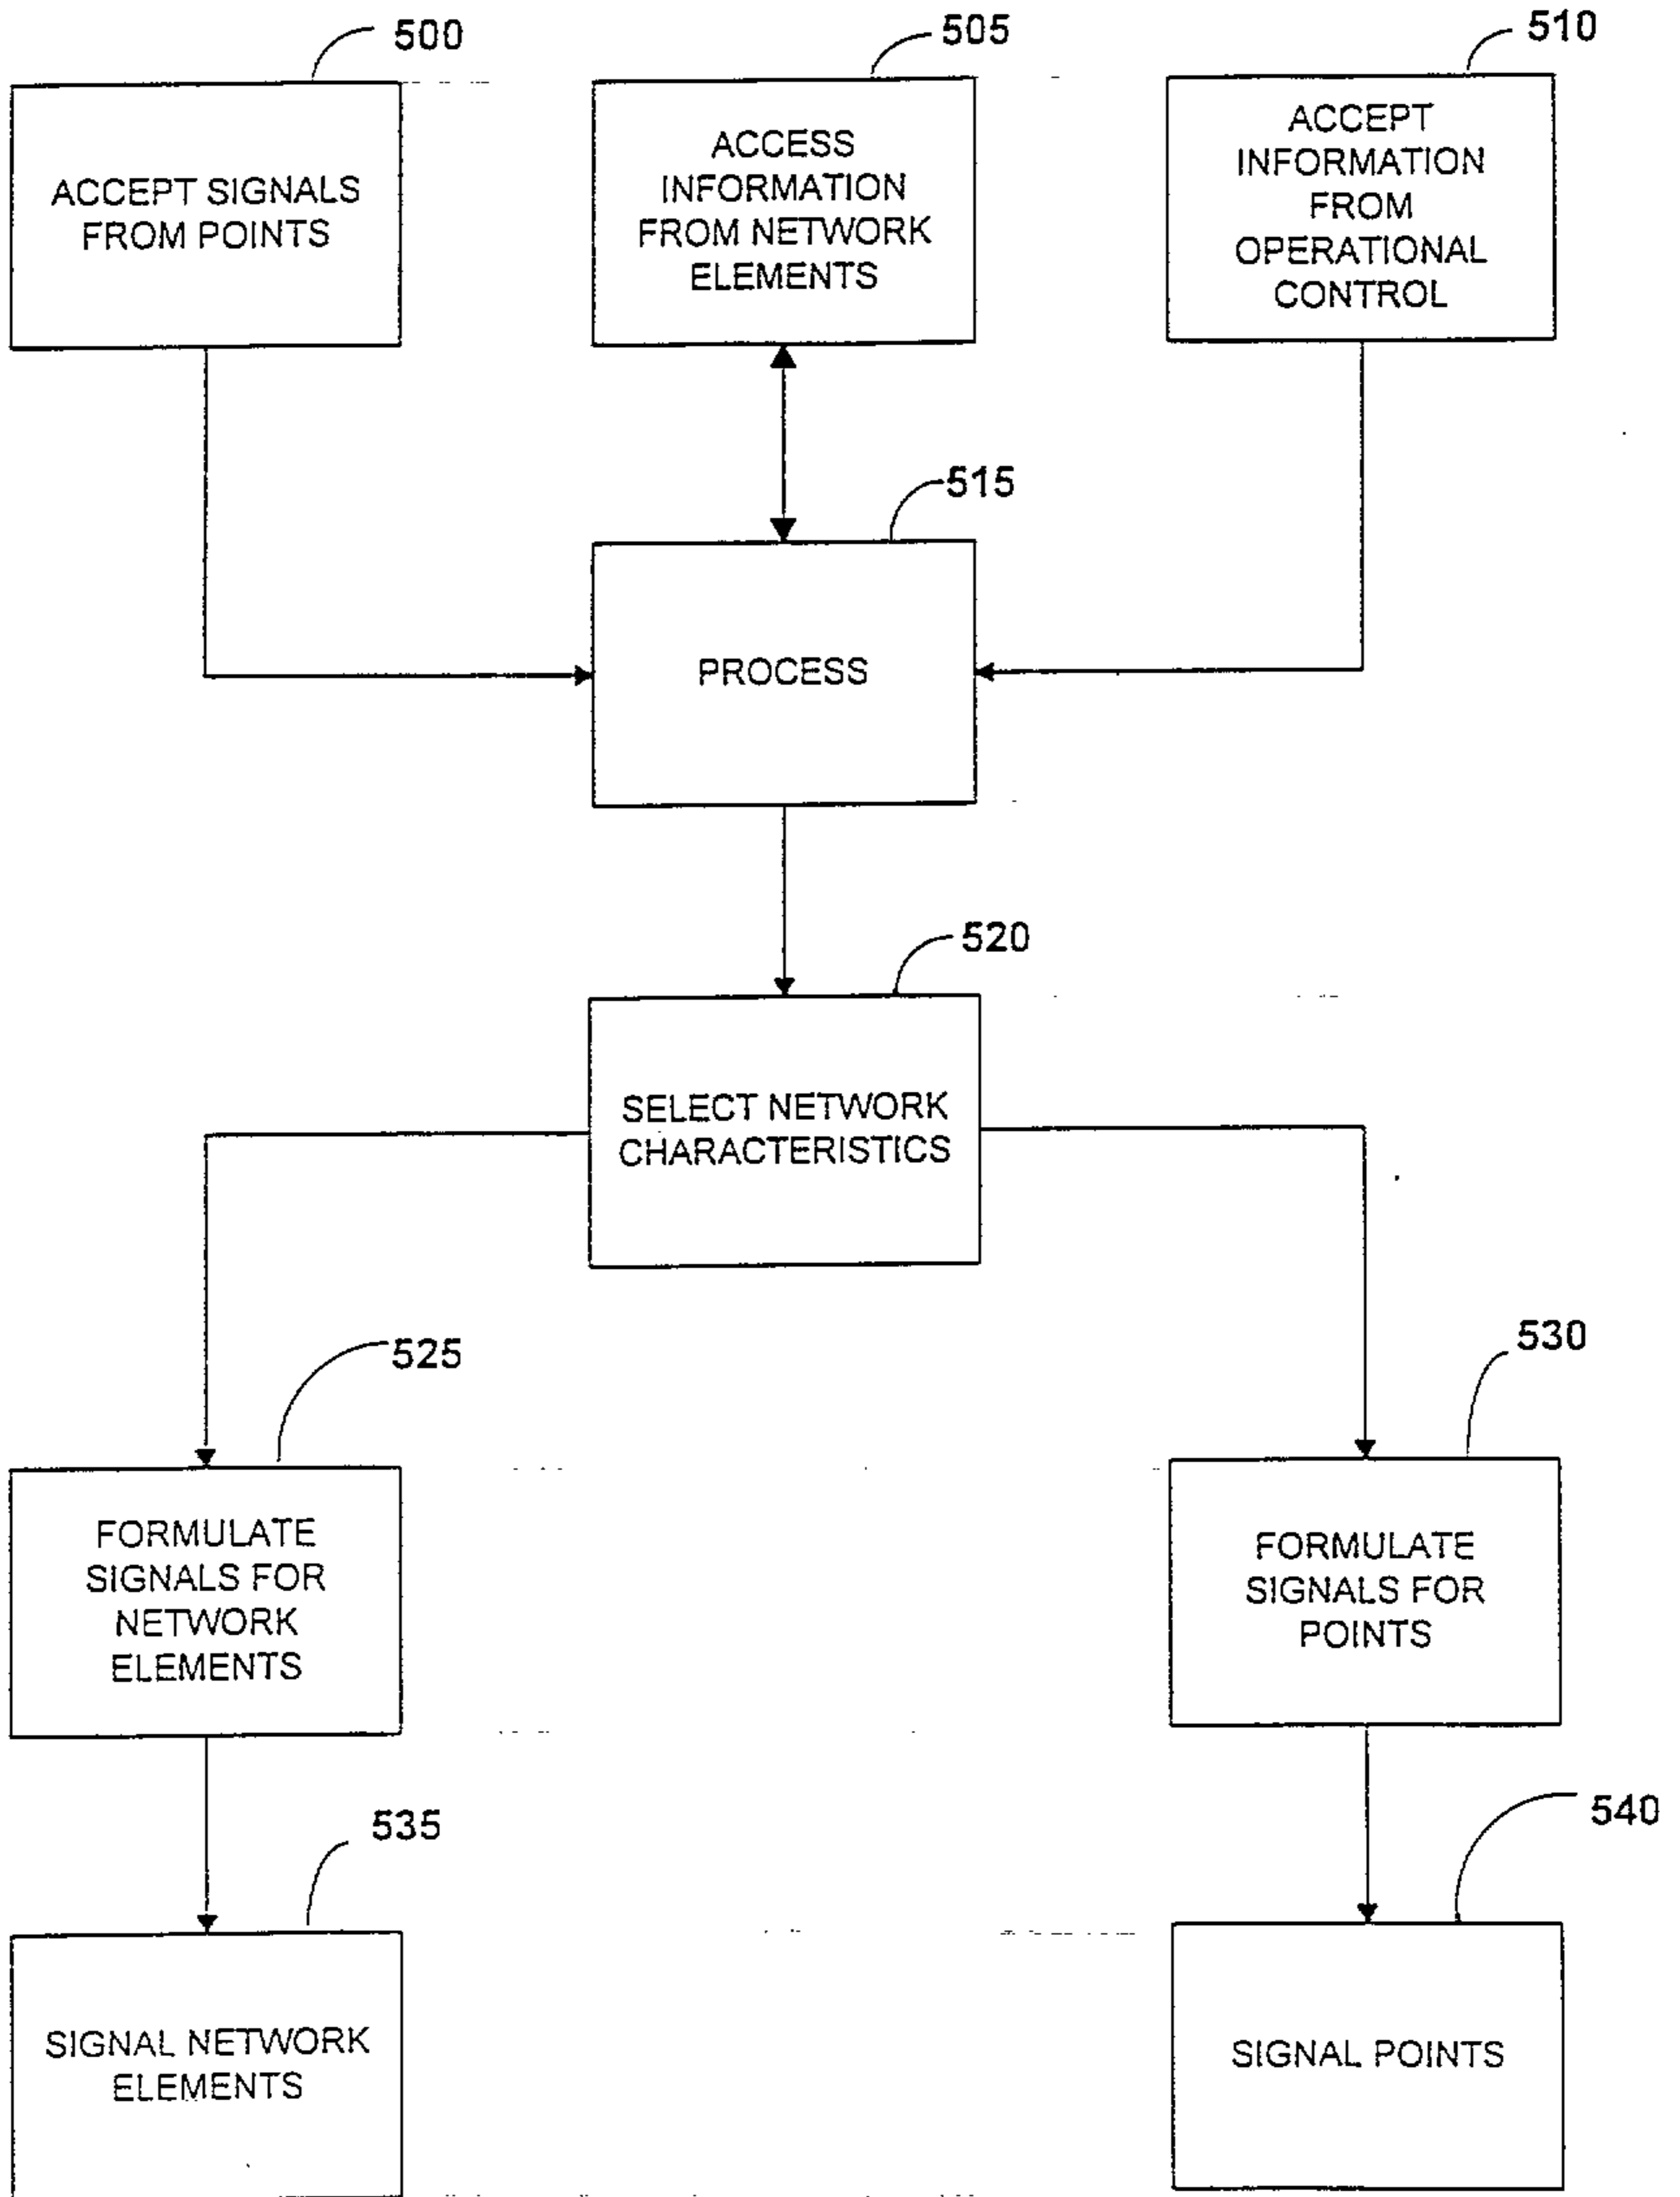 500
505
510
ACCEPT SIGNALS
FROM POINTS
ACCESS
INFORMATION
FROM NETWORK
ELEMENTS
ACCEPT
INFORMATION
FROM
OPERATIONAL
CONTROL
515
PROCESS
520
SELECT NETWORK
CHARACTERISTICS
525
530
FORMULATE
SIGNALS FOR
NETWORK
ELEMENTS
FORMULATE
SIGNALS FOR
POINTS
535
540
SIGNAL NETWORK
ELEMENTS
SIGNAL POINTS